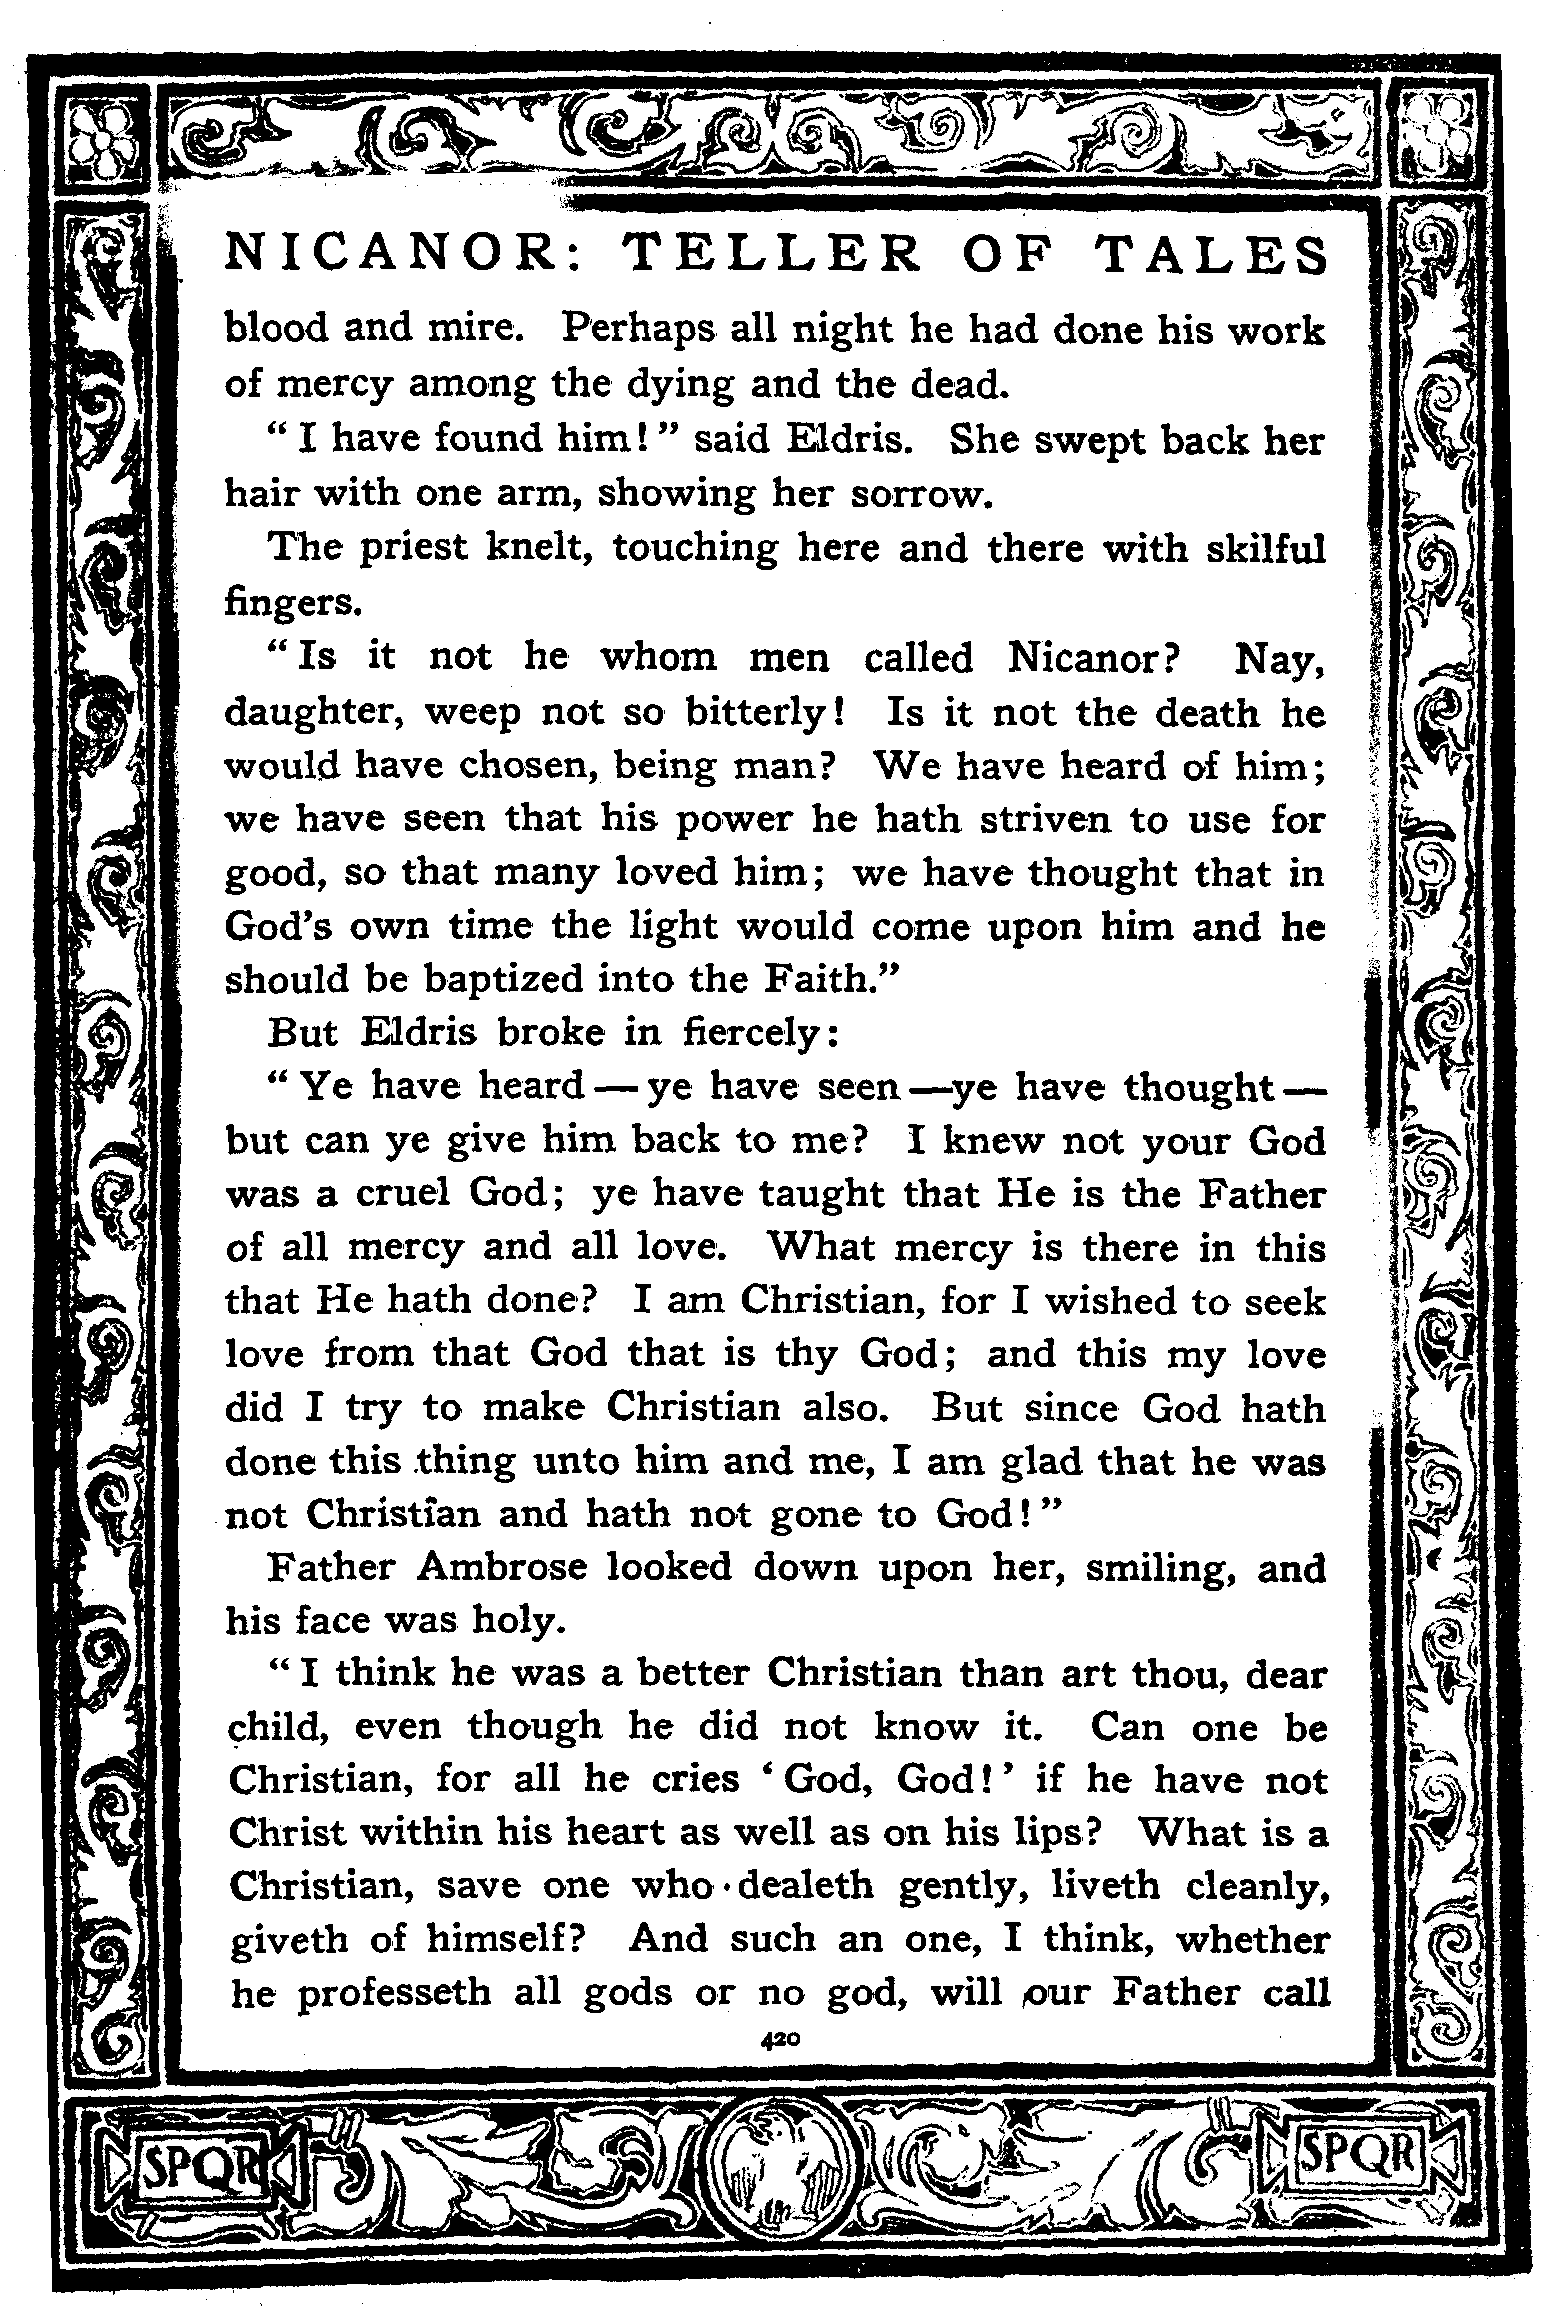 NICANOR: TELLER OF TALES
blood and mire. Perhaps all night he had done his work
of mercy among the dying and the dead.
“ I have found him! ” said Eldris. She swept back her
hair with one arm, showing her sorrow.
The priest knelt, touching here and there with skilful
fingers.
“ Is it not he whom men called Nicanor? Nay,
daughter, weep not so bitterly! Is it not the death he
would have chosen, being man? We have heard of him;
we have seen that his power he hath striven to use for
good, so that many loved him; we have thought that in
God’s own time the light would come upon him and he
should be baptized into the Faith.”
But Eldris broke in fiercely:
“ Ye have heard — ye have seen — ye have thought —
but can ye give him back to me? I knew not your God
was a cruel God; ye have taught that He is the Father
of all mercy and all love. What mercy is there in this
that He hath done? I am Christian, for I wished to seek
love from that God that is thy God; and this my love
did I try to make Christian also. But since God hath
done this thing unto him and me, I am glad that he was
not Christian and hath not gone to God! ”
Father Ambrose looked down upon her, smiling, and
his face was holy.
“ I think he was a better Christian than art thou, dear
child, even though he did not know it. Can one be
Christian, for all he cries ‘ God, God! ’ if he have not
Christ within his heart as well as on his lips? What is a
Christian, save one who dealeth gently, liveth cleanly,
giveth of himself? And such an one, I think, whether
he professeth all gods or no god, will our Father call
420
SPQR SPQR